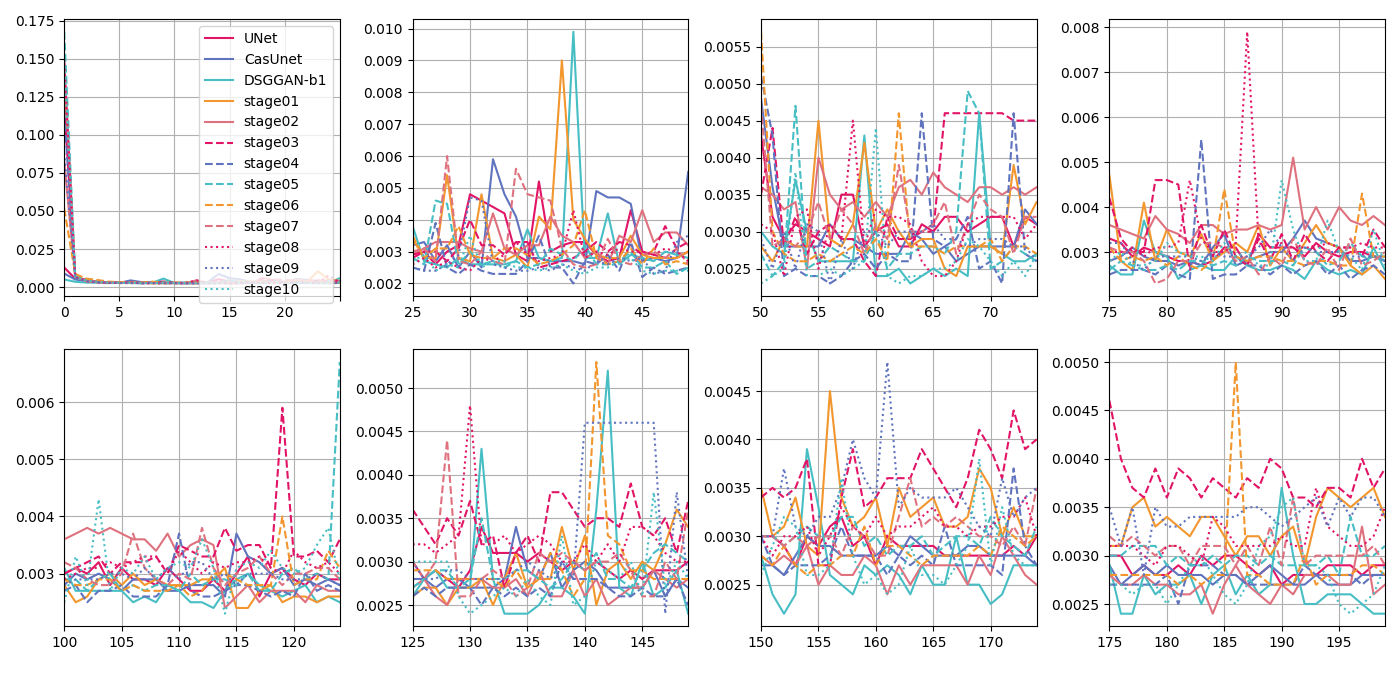 0.175
0.150
0.125
0.100
0.075
0.050
0.025
0.000
0 5 10 15 20
UNet
CasUnet
DSGGAN-b1
stage01
stage02
stage03
stage04
stage05
stage06
stage07
stage08
stage09
stage10
0.010
0.009
0.008
0.007
0.006
0.005
0.004
0.003
0.002
25 30 35 40 45
0.0055
0.0050
0.0045
0.0040
0.0035
0.0030
0.0025
50 55 60 65 70
0.008
0.007
0.006
0.005
0.004
0.003
75 80 85 90 95
0.006
0.005
0.004
0.003
100 105 110 115 120
0.0050
0.0045
0.0040
0.0035
0.0030
0.0025
125 130 135 140 145
0.0045
0.0040
0.0035
0.0030
0.0025
150 155 160 165 170
0.0050
0.0045
0.0040
0.0035
0.0030
0.0025
175 180 185 190 195